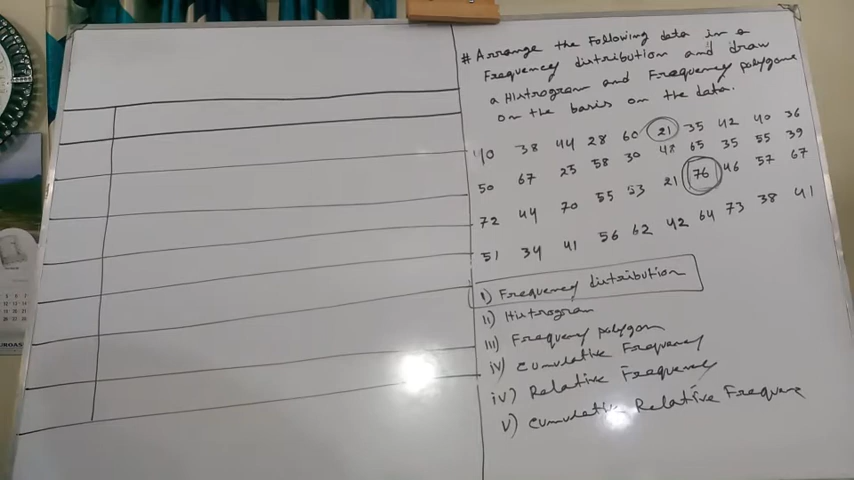 # Arrange the Following data in a
Frequency distribution and draw
a Histrogram and Frequency polygone
on the basis on the data.
40 38 44 28 60 21 35 42 40 36
50 67 25 58 30 48 65 35 55 39
72 44 70 55 53 21 76 46 57 67
51 34 41 56 62 42 64 73 38 41
i) Frequency distribution
ii) Histrogram
iii) Frequency polygon
iv) Cumulative Frequency
iv) Relative Frequency
v) Cumulative Relative Frequenc